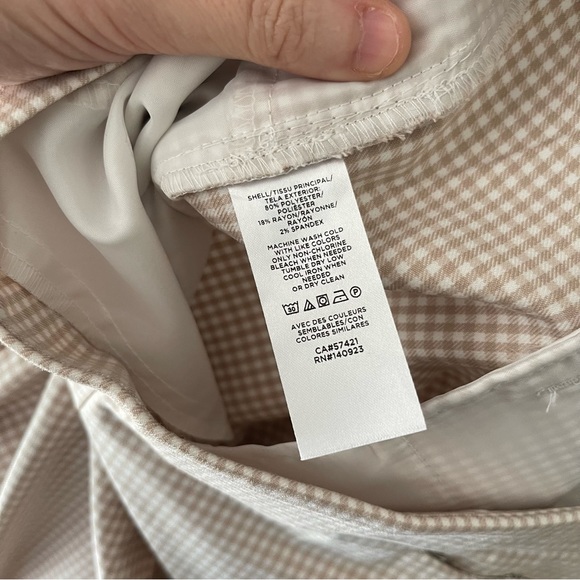 SHELL/TISSU PRINCIPAL/
TELA EXTERIOR:
80% POLYESTER/
POLIÉSTER
18% RAYON/RAYONNE/
RAYÓN
2% SPANDEX
MACHINE WASH COLD
WITH LIKE COLORS
ONLY NON-CHLORINE
BLEACH WHEN NEEDED
TUMBLE DRY LOW
COOL IRON WHEN
NEEDED
OR DRY CLEAN
30 P
AVEC DES COULEURS
SEMBLABLES/CON
COLORES SIMILARES
CA#57421
RN#140923